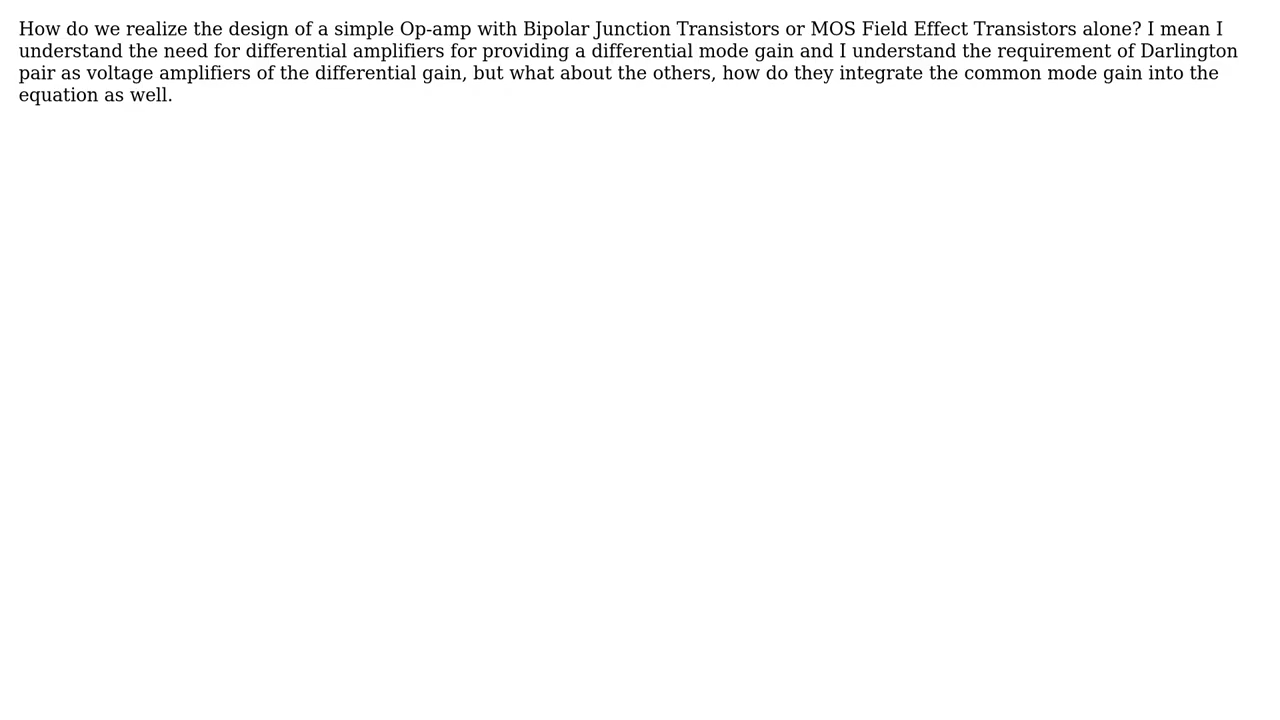 How do we realize the design of a simple Op-amp with Bipolar Junction Transistors or MOS Field Effect Transistors alone? I mean I
understand the need for differential amplifiers for providing a differential mode gain and I understand the requirement of Darlington
pair as voltage amplifiers of the differential gain, but what about the others, how do they integrate the common mode gain into the
equation as well.